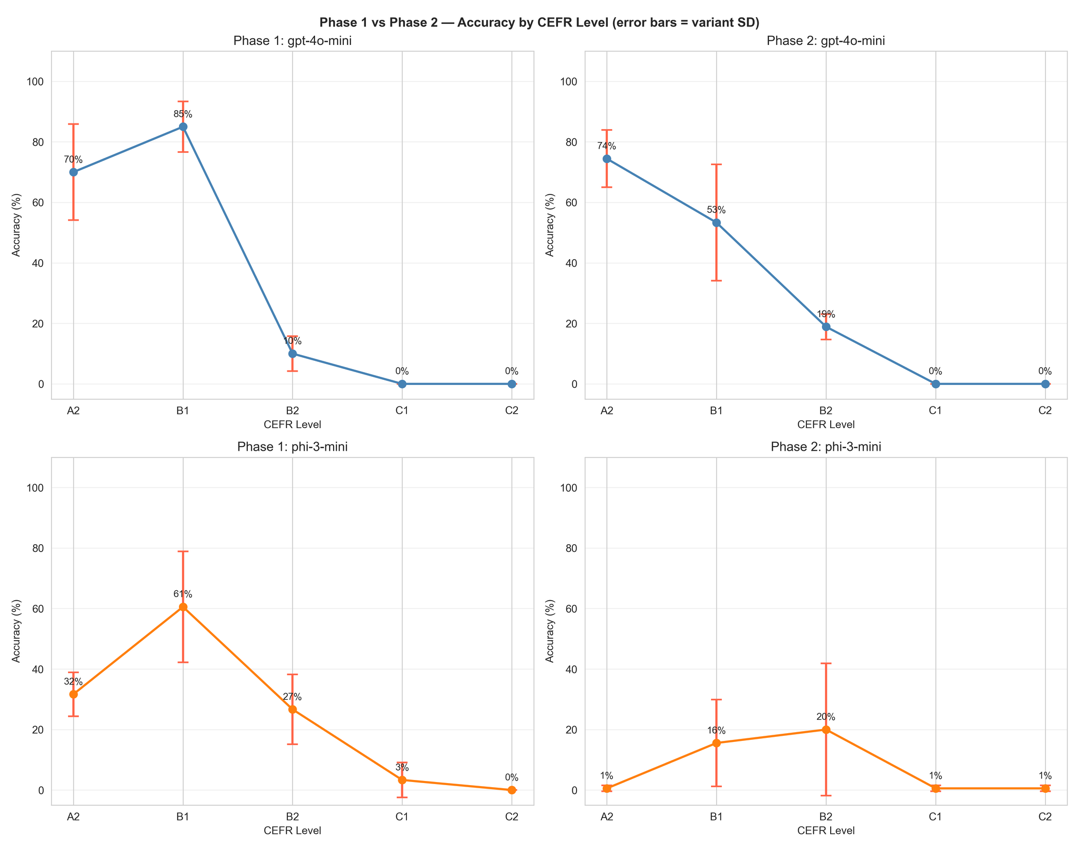 Phase 1 vs Phase 2 — Accuracy by CEFR Level (error bars = variant SD)
Phase 1: gpt-4o-mini
Accuracy (%)
100
80
60
40
20
0
70%
85%
10%
0%
0%
A2 B1 B2 C1 C2
CEFR Level
Phase 2: gpt-4o-mini
Accuracy (%)
100
80
60
40
20
0
74%
53%
19%
0%
0%
A2 B1 B2 C1 C2
CEFR Level
Phase 1: phi-3-mini
Accuracy (%)
100
80
60
40
20
0
32%
61%
27%
3%
0%
A2 B1 B2 C1 C2
CEFR Level
Phase 2: phi-3-mini
Accuracy (%)
100
80
60
40
20
0
1%
16%
20%
1%
1%
A2 B1 B2 C1 C2
CEFR Level